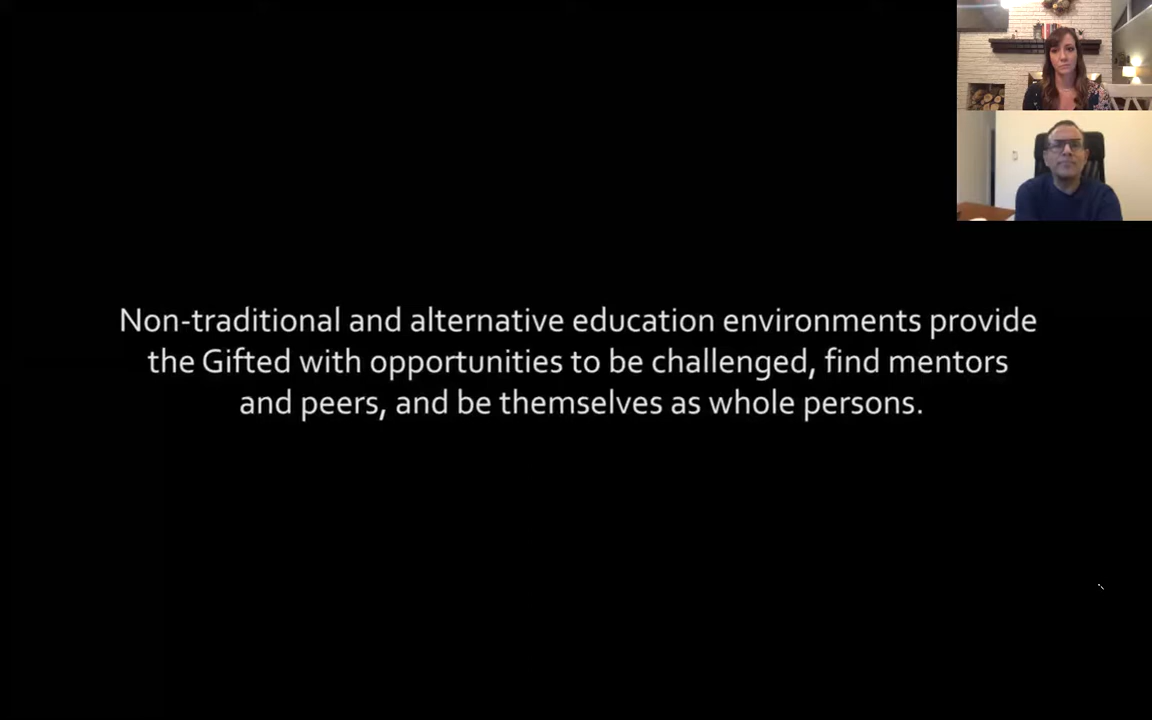 Non-traditional and alternative education environments provide
the Gifted with opportunities to be challenged, find mentors
and peers, and be themselves as whole persons.